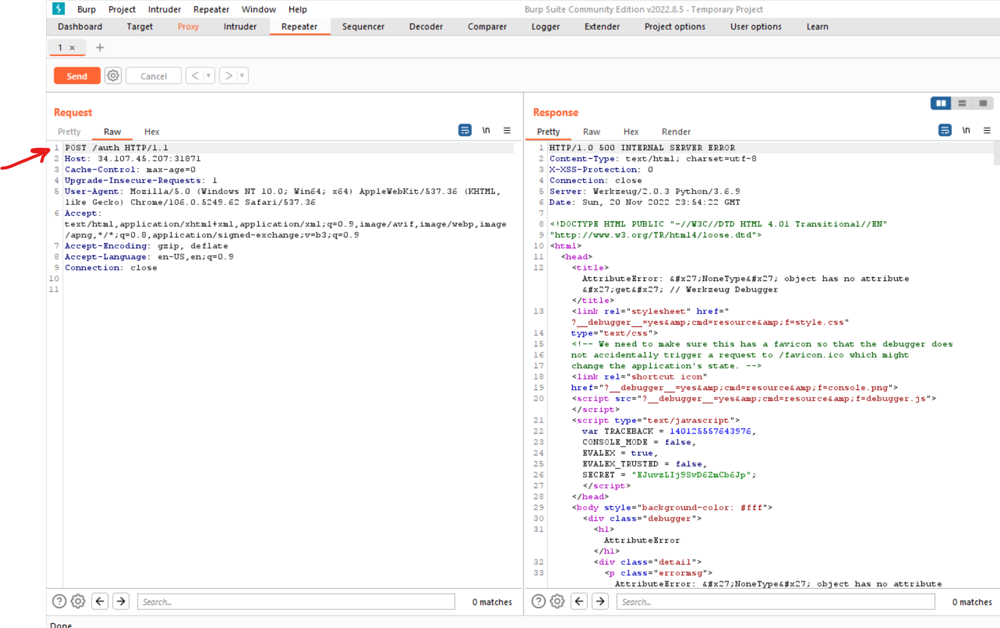 Burp Project Intruder Repeater Window Help Burp Suite Community Edition v2022.8.5 - Temporary Project
Dashboard Target Proxy Intruder Repeater Sequencer Decoder Comparer Logger Extender Project options User options Learn
1 × +
Send Cancel < ▼ > ▼
Request
Pretty Raw Hex \n
1 POST /auth HTTP/1.1
2 Host: 34.107.45.207:31871
3 Cache-Control: max-age=0
4 Upgrade-Insecure-Requests: 1
5 User-Agent: Mozilla/5.0 (Windows NT 10.0; Win64; x64) AppleWebKit/537.36 (KHTML,
like Gecko) Chrome/106.0.5249.62 Safari/537.36
6 Accept:
text/html,application/xhtml+xml,application/xml;q=0.9,image/avif,image/webp,image
/apng,*/*;q=0.8,application/signed-exchange;v=b3;q=0.9
7 Accept-Encoding: gzip, deflate
8 Accept-Language: en-US,en;q=0.9
9 Connection: close
10
11
? Search... 0 matches
Response
Pretty Raw Hex Render \n
1 HTTP/1.0 500 INTERNAL SERVER ERROR
2 Content-Type: text/html; charset=utf-8
3 X-XSS-Protection: 0
4 Connection: close
5 Server: Werkzeug/2.0.3 Python/3.6.9
6 Date: Sun, 20 Nov 2022 23:54:22 GMT
7
8 <!DOCTYPE HTML PUBLIC "-//W3C//DTD HTML 4.01 Transitional//EN"
9 "http://www.w3.org/TR/html4/loose.dtd">
10 <html>
11 <head>
12 <title>
AttributeError: &#x27;NoneType&#x27; object has no attribute
&#x27;get&#x27; // Werkzeug Debugger
</title>
13 <link rel="stylesheet" href="
?__debugger__=yes&amp;cmd=resource&amp;f=style.css"
14 type="text/css">
15 <!-- We need to make sure this has a favicon so that the debugger does
16 not accidentally trigger a request to /favicon.ico which might
17 change the application's state. -->
18 <link rel="shortcut icon"
19 href="?__debugger__=yes&amp;cmd=resource&amp;f=console.png">
20 <script src="?__debugger__=yes&amp;cmd=resource&amp;f=debugger.js">
</script>
21 <script type="text/javascript">
22 var TRACEBACK = 140125557643976,
23 CONSOLE_MODE = false,
24 EVALEX = true,
25 EVALEX_TRUSTED = false,
26 SECRET = "EJuvzLIj9SvD6ZmCb6Jp";
27 </script>
28 </head>
29 <body style="background-color: #fff">
30 <div class="debugger">
31 <h1>
AttributeError
</h1>
32 <div class="detail">
33 <p class="errormsg">
AttributeError: &#x27;NoneType&#x27; object has no attribute
? Search... 0 matches
Done